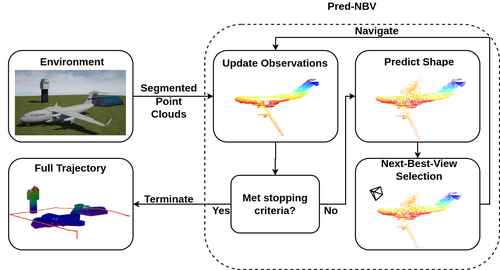 Pred-NBV
Navigate
Environment
Segmented
Point
Clouds
Update Observations
Predict Shape
Full Trajectory
Terminate
Yes
Met stopping
criteria?
No
Next-Best-View
Selection